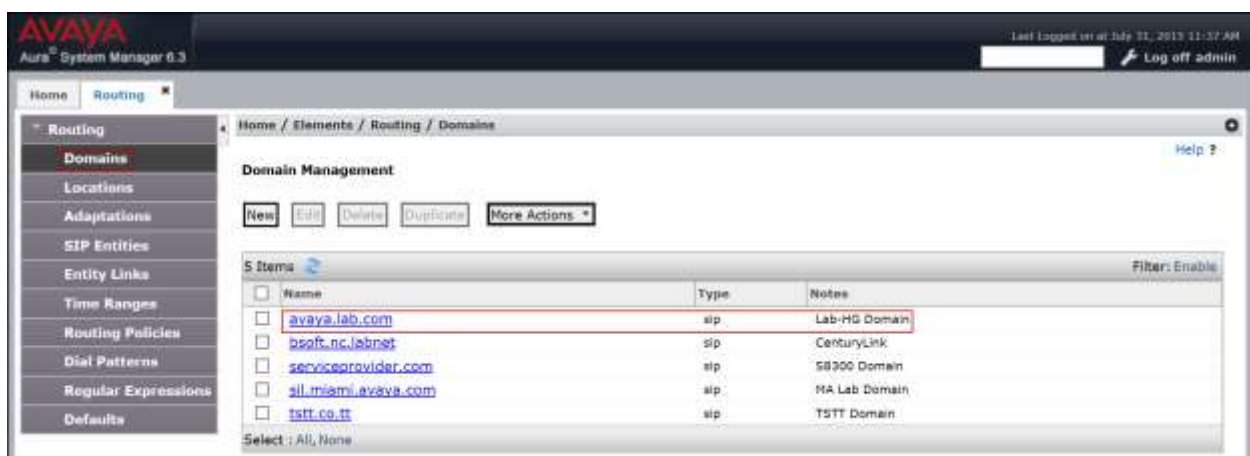 AVAYA
Aura® System Manager 6.3
Last Logged on at July 31, 2015 11:37 AM
Log off admin
Home Routing ×
Routing
Domains
Locations
Adaptations
SIP Entities
Entity Links
Time Ranges
Routing Policies
Dial Patterns
Regular Expressions
Defaults
Home / Elements / Routing / Domains
Help ?
Domain Management
New Edit Delete Duplicate More Actions
5 Items Filter: Enable
Name Type Notes
avaya.lab.com sip Lab-HG Domain
bsoft.nc.labnet sip CenturyLink
serviceprovider.com sip S8300 Domain
sil.miami.avaya.com sip MA Lab Domain
tstt.co.tt sip TSTT Domain
Select : All, None